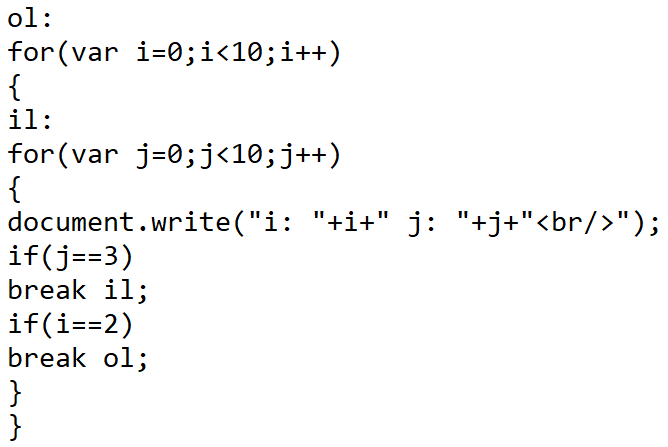 ol:
for(var i=0;i<10;i++)
{
il:
for(var j=0;j<10;j++)
{
document.write("i: "+i+" j: "+j+"<br/>");
if(j==3)
break il;
if(i==2)
break ol;
}
}